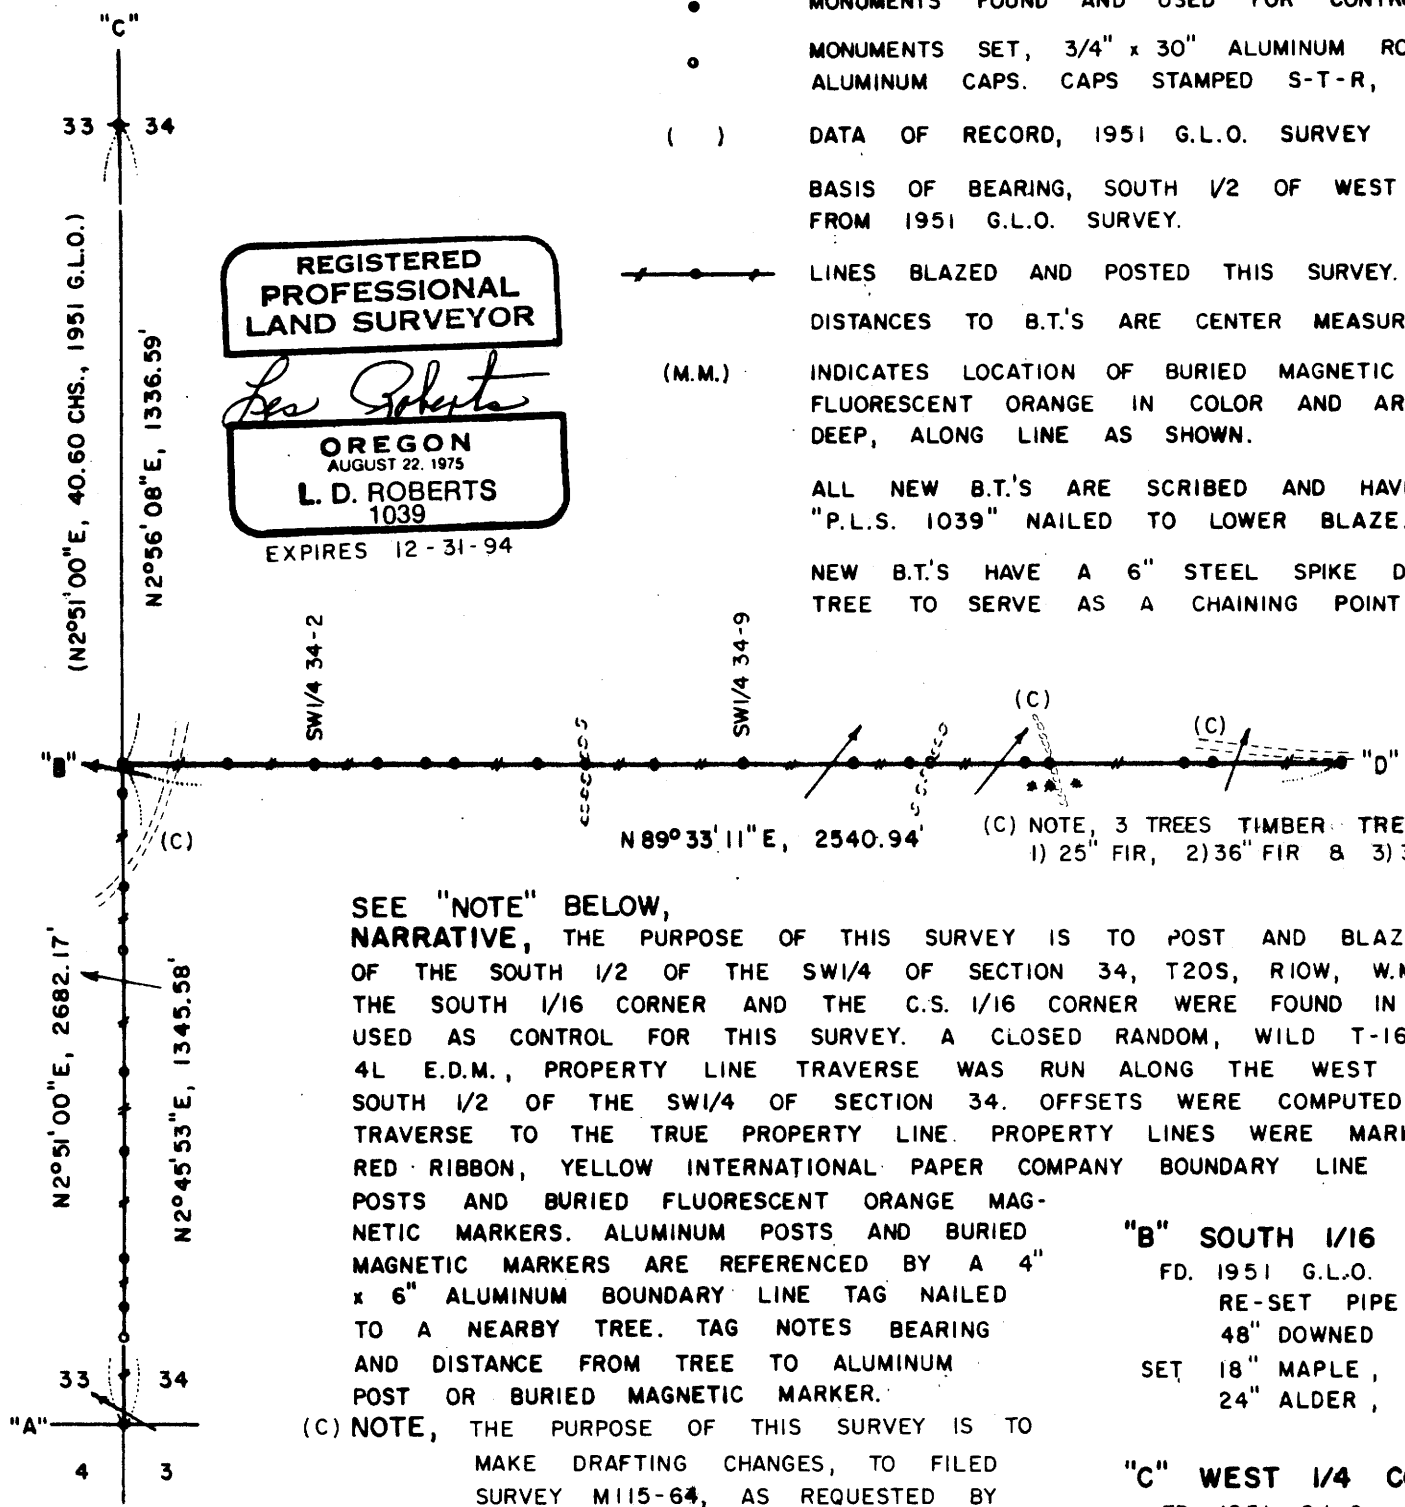 "C"
MONUMENTS FOUND AND USED FOR
MONUMENTS SET, 3/4" x 30" ALUMINUM
ALUMINUM CAPS. CAPS STAMPED S-T-R,
33 34
( ) DATA OF RECORD, 1951 G.L.O. SURVEY
BASIS OF BEARING, SOUTH 1/2 OF WEST
FROM 1951 G.L.O. SURVEY.
LINES BLAZED AND POSTED THIS SURVEY.
DISTANCES TO B.T.'S ARE CENTER
(M.M.) INDICATES LOCATION OF BURIED MAGNETIC
FLUORESCENT ORANGE IN COLOR AND
DEEP, ALONG LINE AS SHOWN.
ALL NEW B.T.'S ARE SCRIBED AND
"P.L.S. 1039" NAILED TO LOWER BLAZE.
NEW B.T.'S HAVE A 6" STEEL SPIKE
TREE TO SERVE AS A CHAINING POINT
REGISTERED
PROFESSIONAL
LAND SURVEYOR
Les Roberts
OREGON
AUGUST 22, 1975
L. D. ROBERTS
1039
EXPIRES 12-31-94
(N2°51'00"E, 40.60 CHS., 1951 G.L.O.)
N2°56'08"E, 1336.59'
SW1/4 34-2
SW1/4 34-9
(C)
(C)
"B"
"D"
(C)
N89°33'11"E, 2540.94'
(C) NOTE, 3 TREES TIMBER
1) 25" FIR, 2) 36" FIR & 3)
N2°51'00"E, 2682.17'
N2°45'53"E, 1345.58'
SEE "NOTE" BELOW,
NARRATIVE, THE PURPOSE OF THIS SURVEY IS TO POST AND
OF THE SOUTH 1/2 OF THE SW1/4 OF SECTION 34, T20S, R10W,
THE SOUTH 1/16 CORNER AND THE C.S. 1/16 CORNER WERE FOUND IN
USED AS CONTROL FOR THIS SURVEY. A CLOSED RANDOM, WILD T-16
4L E.D.M., PROPERTY LINE TRAVERSE WAS RUN ALONG THE WEST
SOUTH 1/2 OF THE SW1/4 OF SECTION 34. OFFSETS WERE COMPUTED
TRAVERSE TO THE TRUE PROPERTY LINE. PROPERTY LINES WERE
RED RIBBON, YELLOW INTERNATIONAL PAPER COMPANY BOUNDARY LINE
POSTS AND BURIED FLUORESCENT ORANGE MAG-
NETIC MARKERS. ALUMINUM POSTS AND BURIED
MAGNETIC MARKERS ARE REFERENCED BY A 4"
x 6" ALUMINUM BOUNDARY LINE TAG NAILED
TO A NEARBY TREE. TAG NOTES BEARING
AND DISTANCE FROM TREE TO ALUMINUM
POST OR BURIED MAGNETIC MARKER.
(C) NOTE, THE PURPOSE OF THIS SURVEY IS TO
MAKE DRAFTING CHANGES, TO FILED
SURVEY M115-64, AS REQUESTED BY
"B" SOUTH 1/16
FD. 1951 G.L.O.
RE-SET PIPE
48" DOWNED
SET 18" MAPLE,
24" ALDER,
"C" WEST 1/4
33 34
"A"
4 3